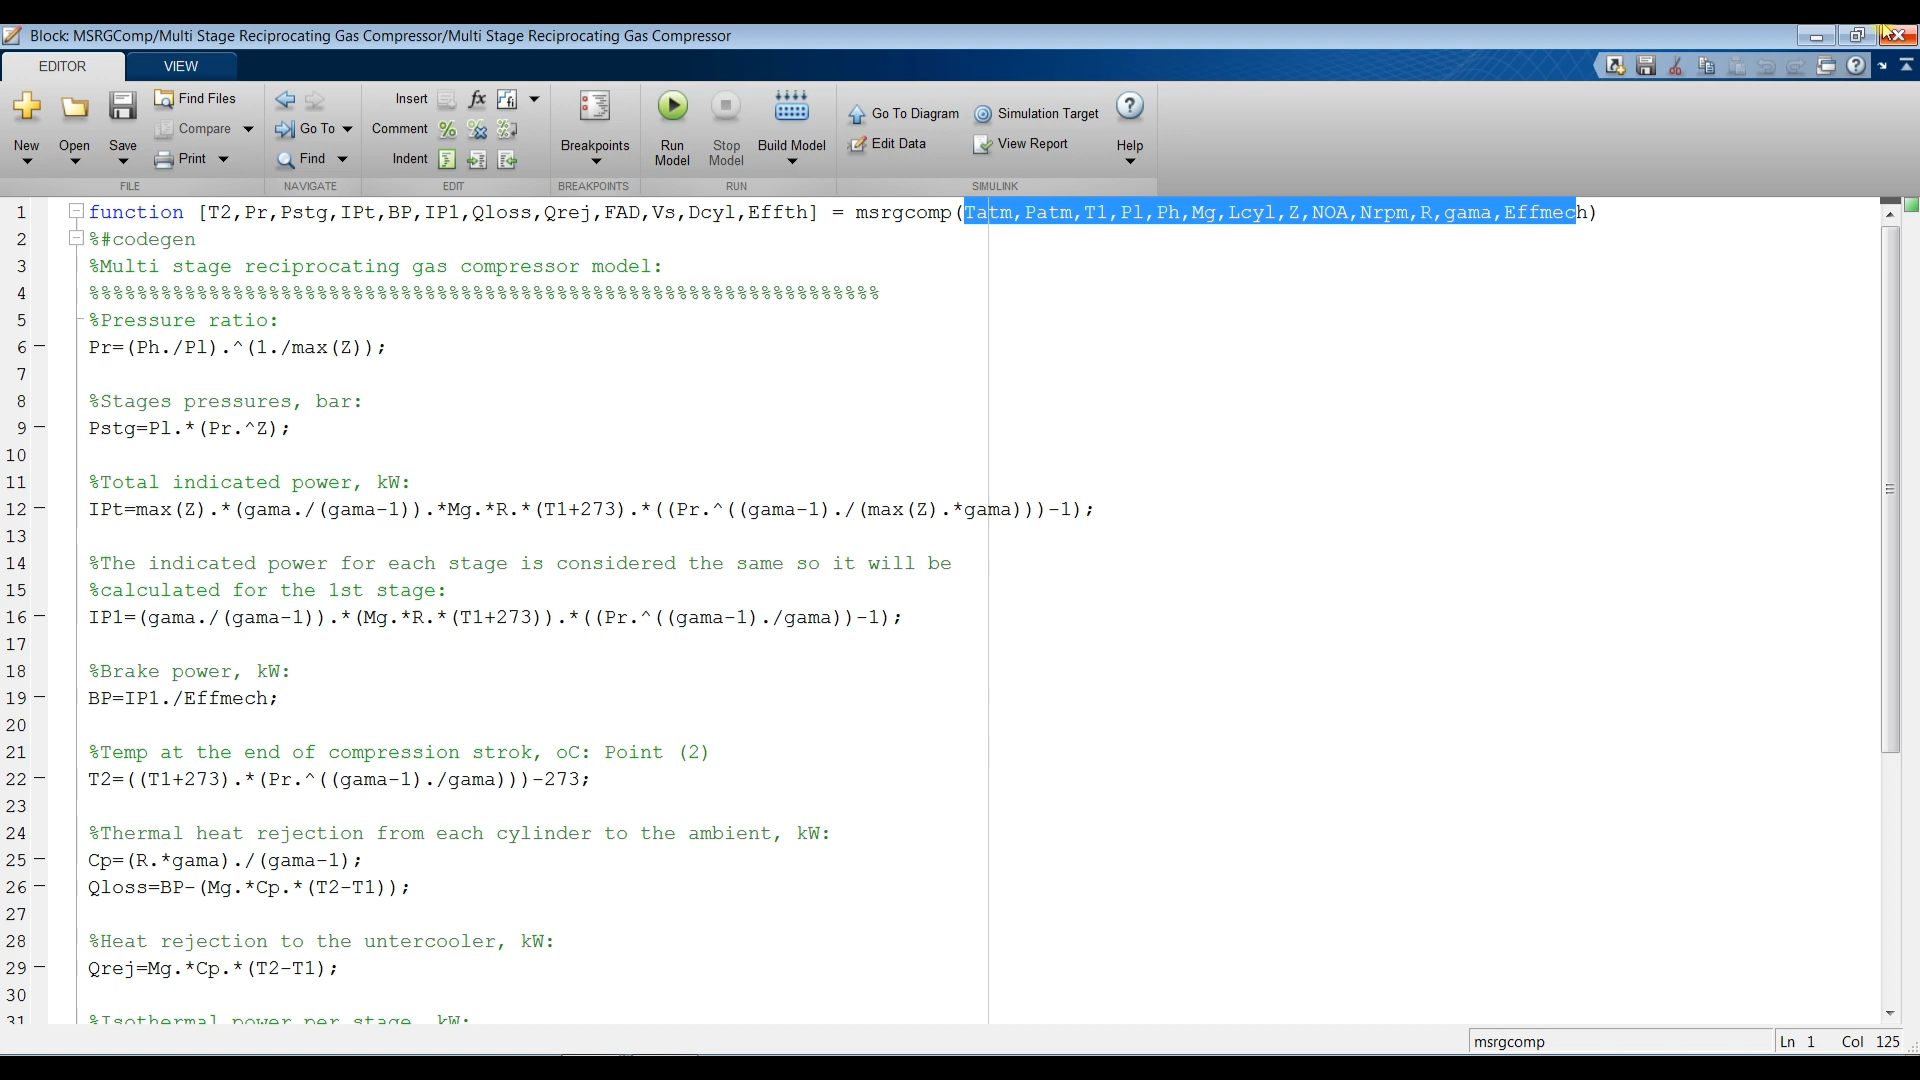 Block: MSRGComp/Multi Stage Reciprocating Gas Compressor/Multi Stage Reciprocating Gas Compressor
EDITOR VIEW
New Open Save Find Files Compare Print
Go To Find
Insert Comment Indent
Breakpoints
Run Model Stop Model Build Model
Go To Diagram Simulation Target
Edit Data View Report
Help
FILE NAVIGATE EDIT BREAKPOINTS RUN SIMULINK
1 function [T2,Pr,Pstg,IPt,BP,IP1,Qloss,Qrej,FAD,Vs,Dcyl,Effth] = msrgcomp(Tatm,Patm,T1,Pl,Ph,Mg,Lcyl,Z,NOA,Nrpm,R,gama,Effmech)
2 %#codegen
3 %Multi stage reciprocating gas compressor model:
4 %%%%%%%%%%%%%%%%%%%%%%%%%%%%%%%%%%%%%%%%%%%%%%%%%%%%%%%%%%%%%%%%%%
5 %Pressure ratio:
6 Pr=(Ph./Pl).^(1./max(Z));
7
8 %Stages pressures, bar:
9 Pstg=Pl.*(Pr.^Z);
10
11 %Total indicated power, kW:
12 IPt=max(Z).*(gama./(gama-1)).*Mg.*R.*(T1+273).*((Pr.^((gama-1)./(max(Z).*gama)))-1);
13
14 %The indicated power for each stage is considered the same so it will be
15 %calculated for the 1st stage:
16 IP1=(gama./(gama-1)).*(Mg.*R.*(T1+273)).*((Pr.^((gama-1)./gama))-1);
17
18 %Brake power, kW:
19 BP=IP1./Effmech;
20
21 %Temp at the end of compression strok, oC: Point (2)
22 T2=((T1+273).*(Pr.^((gama-1)./gama)))-273;
23
24 %Thermal heat rejection from each cylinder to the ambient, kW:
25 Cp=(R.*gama)./(gama-1);
26 Qloss=BP-(Mg.*Cp.*(T2-T1));
27
28 %Heat rejection to the untercooler, kW:
29 Qrej=Mg.*Cp.*(T2-T1);
30
31 %Isothermal power per stage, kW:
msrgcomp Ln 1 Col 125